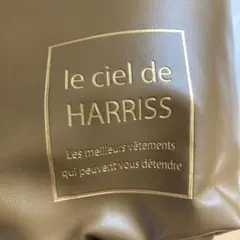 le ciel de
HARRISS
Les meilleurs vêtements
qui peuvent vous détendre